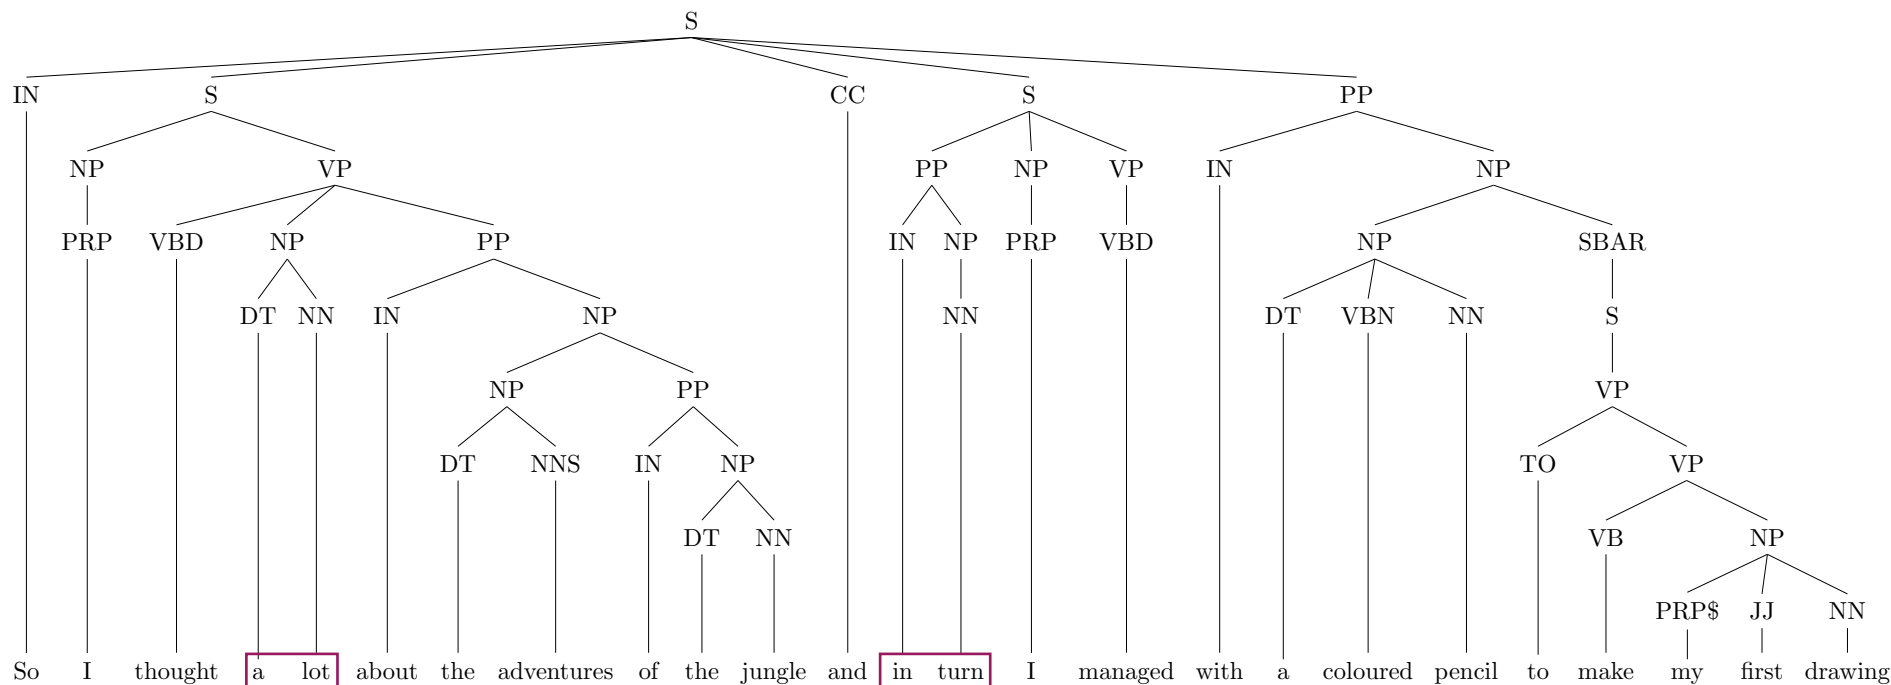 S
IN S CC S PP
NP VP PP NP VP IN NP
PRP VBD NP PP IN NP PRP VBD NP SBAR
DT NN IN NP NN DT VBN NN S
NP PP VP
DT NNS IN NP TO VP
DT NN VB NP
PRP$ JJ NN
So I thought a lot about the adventures of the jungle and in turn I managed with a coloured pencil to make my first drawing